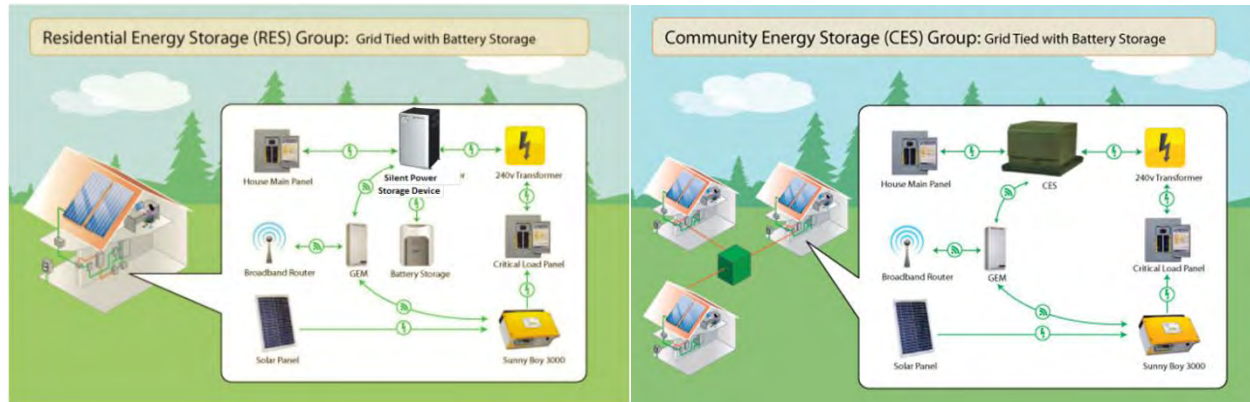 Residential Energy Storage (RES) Group: Grid Tied with Battery Storage
House Main Panel
Silent Power
Storage Device
240v Transformer
Broadband Router
GEM
Battery Storage
Critical Load Panel
Solar Panel
Sunny Boy 3000
Community Energy Storage (CES) Group: Grid Tied with Battery Storage
House Main Panel
CES
240v Transformer
Broadband Router
GEM
Critical Load Panel
Solar Panel
Sunny Boy 3000